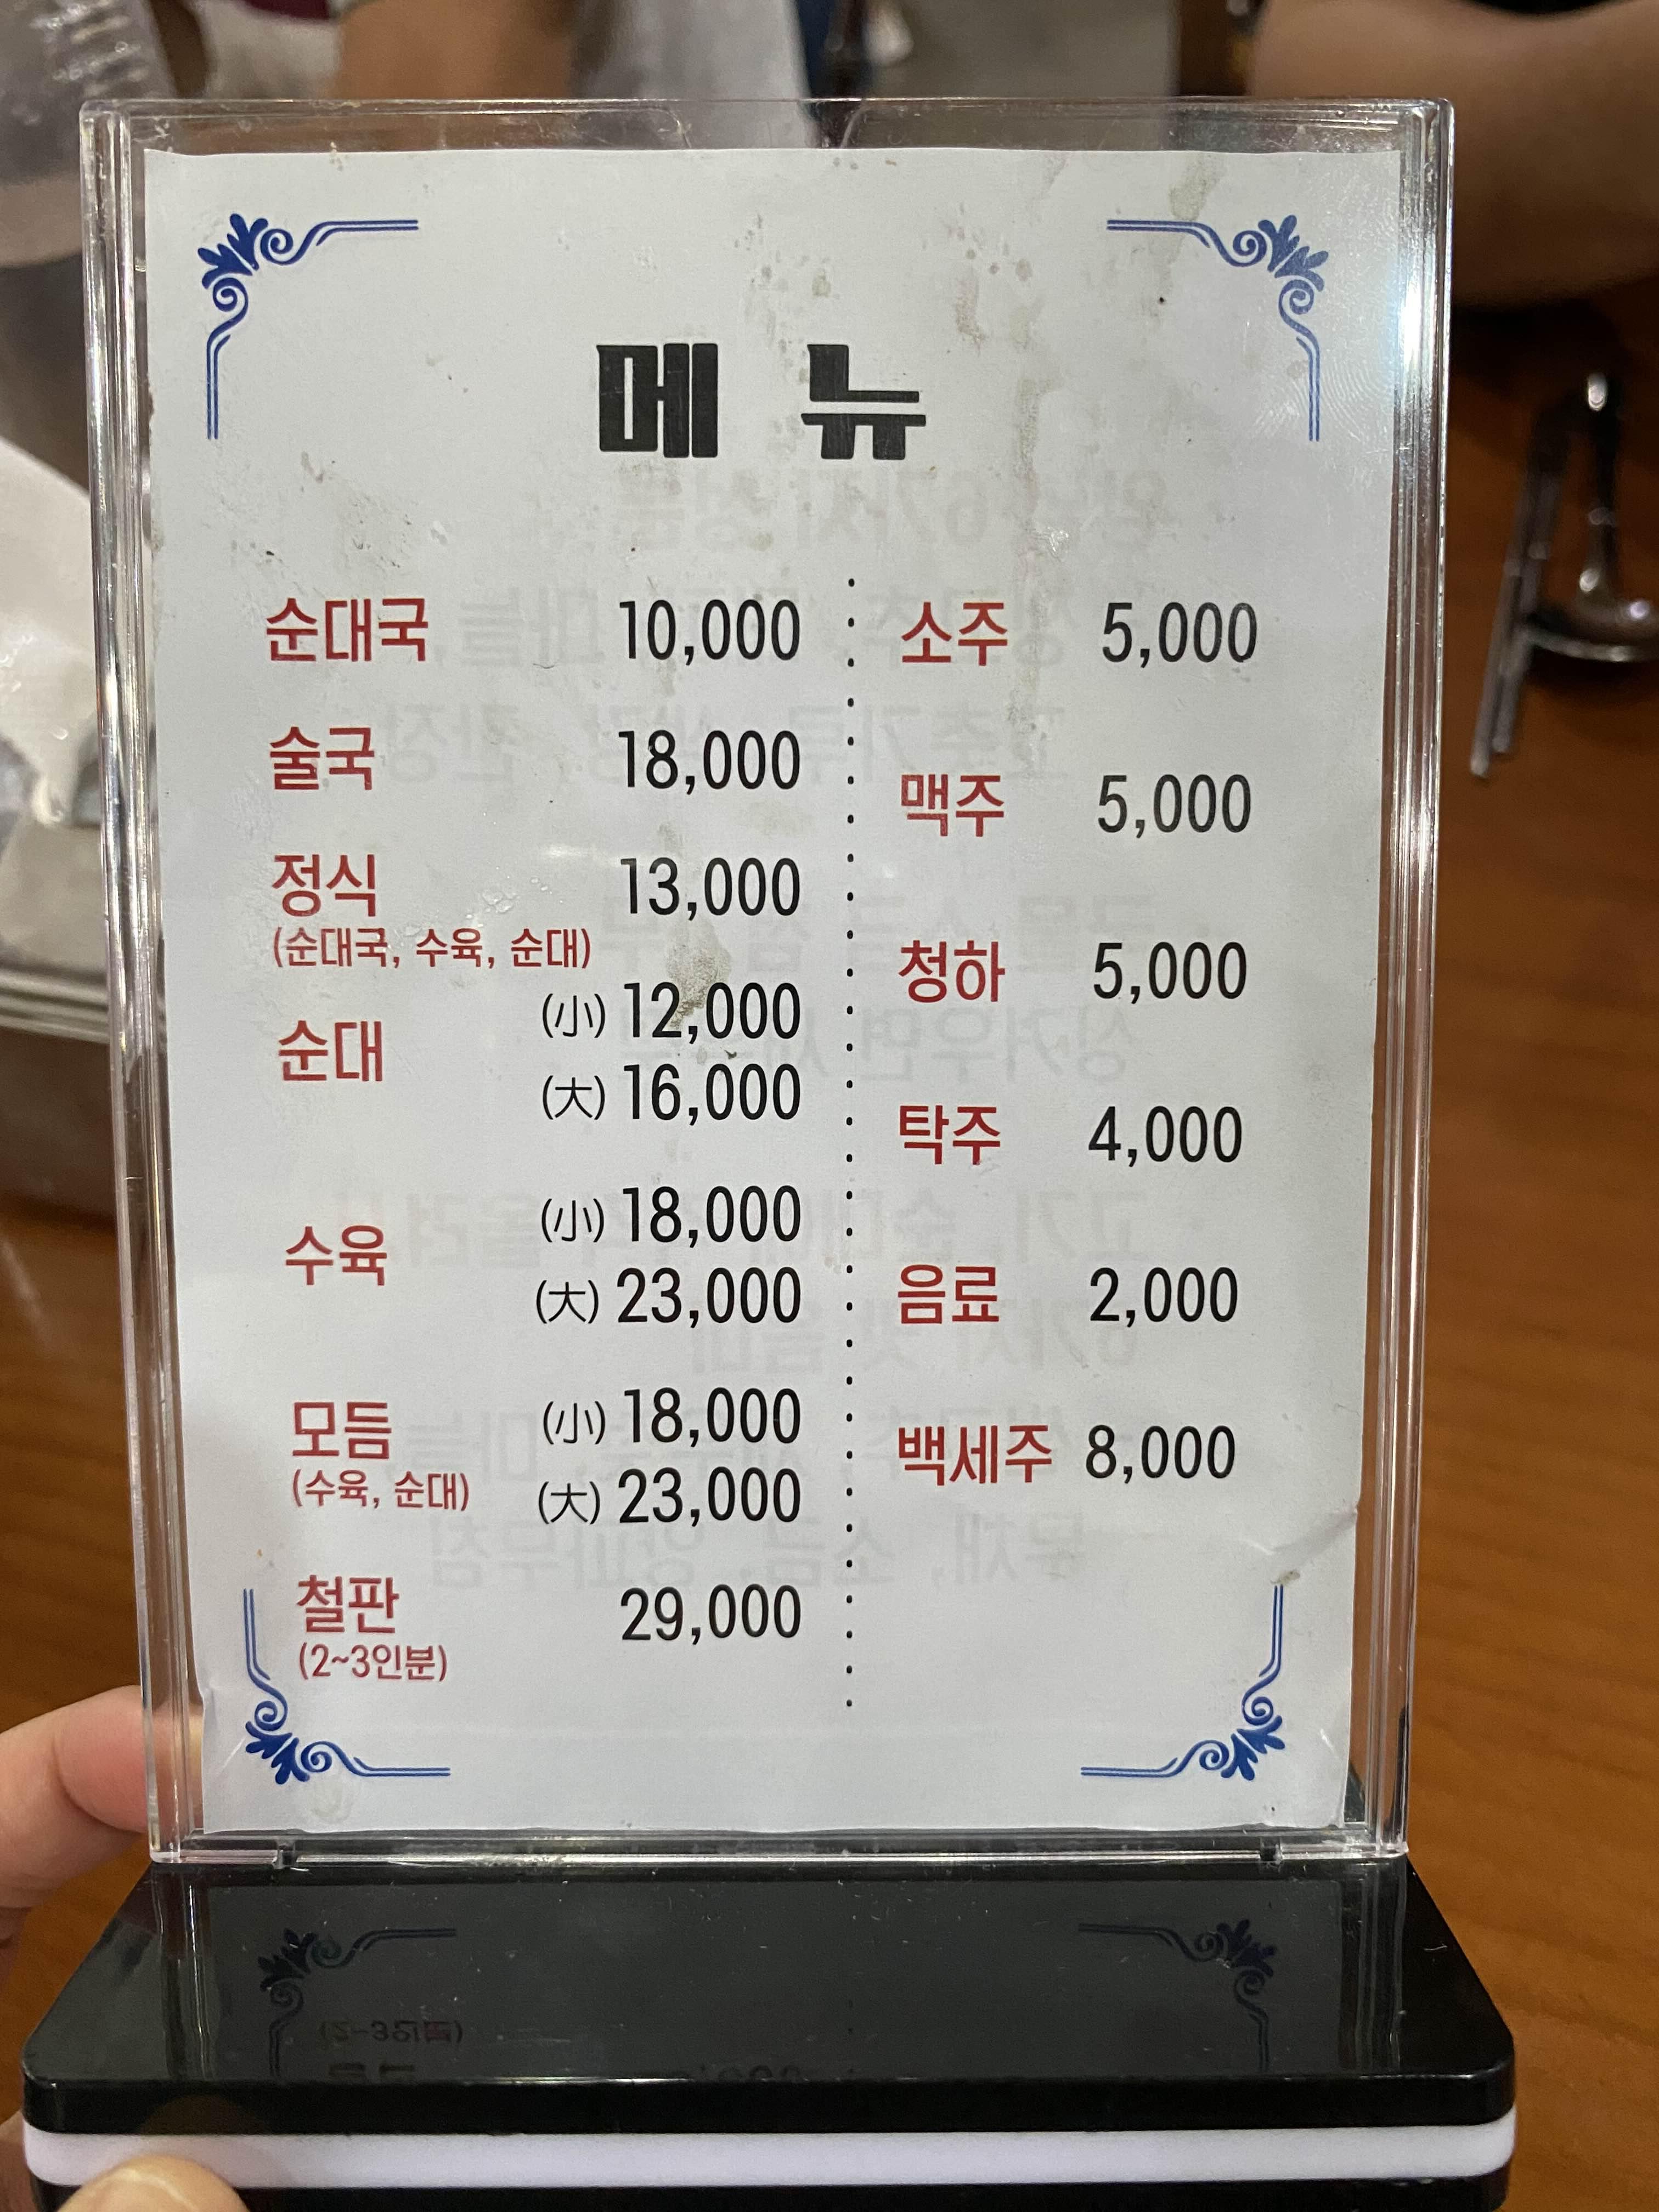 메뉴
순대국 10,000
술국 18,000
정식 13,000
(순대국, 수육, 순대)
순대 (小) 12,000
(大) 16,000
수육 (小) 18,000
(大) 23,000
모듬 (小) 18,000
(수육, 순대) (大) 23,000
철판 29,000
(2~3인분)
소주 5,000
맥주 5,000
청하 5,000
탁주 4,000
음료 2,000
백세주 8,000